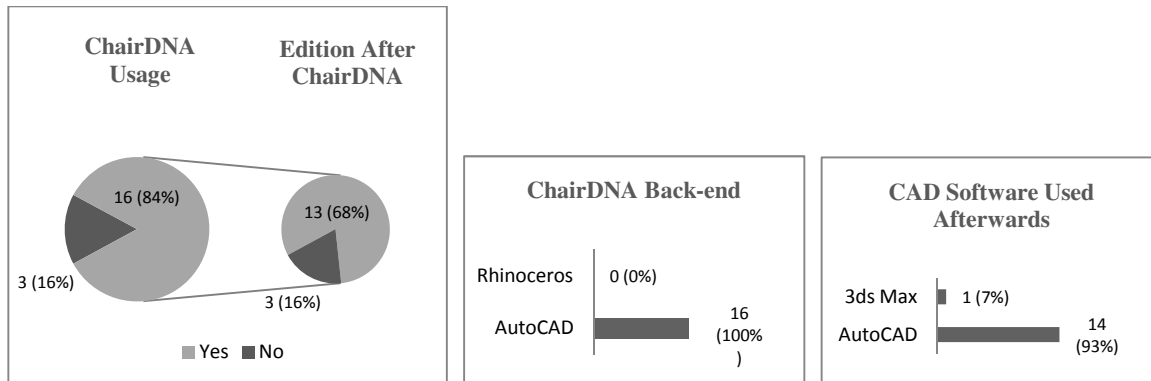 ChairDNA
Usage
Edition After
ChairDNA
16 (84%)
3 (16%)
13 (68%)
3 (16%)
Yes No
ChairDNA Back-end
Rhinoceros
0 (0%)
AutoCAD
16
(100%
)
CAD Software Used
Afterwards
3ds Max
1 (7%)
AutoCAD
14
(93%)